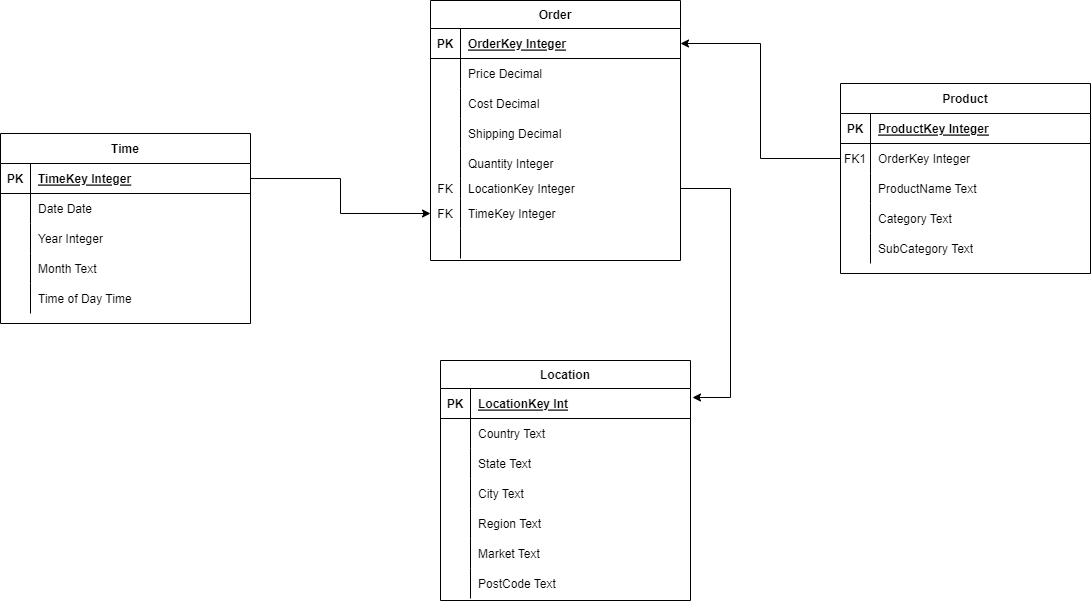 Order
PK OrderKey Integer
Price Decimal
Cost Decimal
Shipping Decimal
Quantity Integer
FK LocationKey Integer
FK TimeKey Integer
Product
PK ProductKey Integer
FK1 OrderKey Integer
ProductName Text
Category Text
SubCategory Text
Time
PK TimeKey Integer
Date Date
Year Integer
Month Text
Time of Day Time
Location
PK LocationKey Int
Country Text
State Text
City Text
Region Text
Market Text
PostCode Text